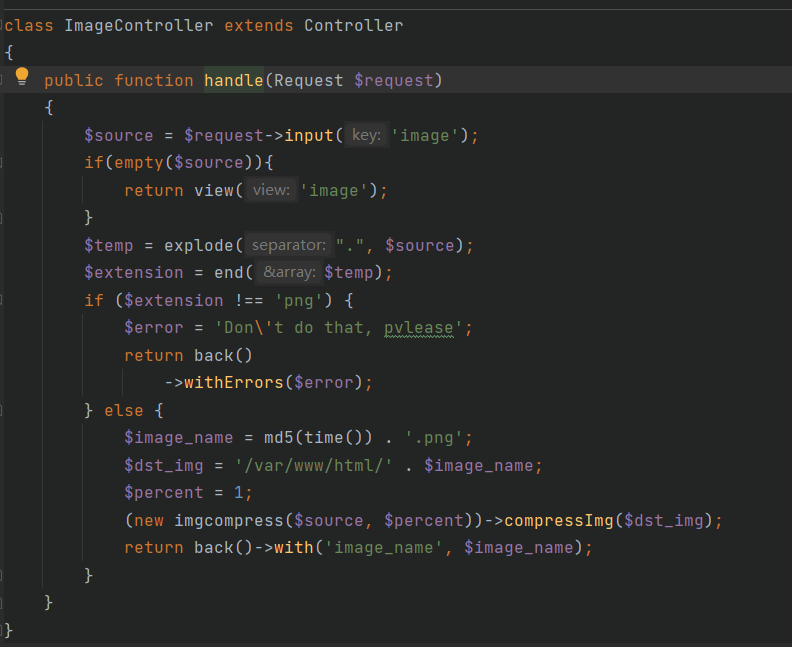 class ImageController extends Controller
{
    public function handle(Request $request)
    {
        $source = $request->input( key: 'image');
        if(empty($source)){
            return view( view: 'image');
        }
        $temp = explode( separator: ".", $source);
        $extension = end( &array: $temp);
        if ($extension !== 'png') {
            $error = 'Don\'t do that, pvlease';
            return back()
                ->withErrors($error);
        } else {
            $image_name = md5(time()) . '.png';
            $dst_img = '/var/www/html/' . $image_name;
            $percent = 1;
            (new imgcompress($source, $percent))->compressImg($dst_img);
            return back()->with('image_name', $image_name);
        }
    }
}